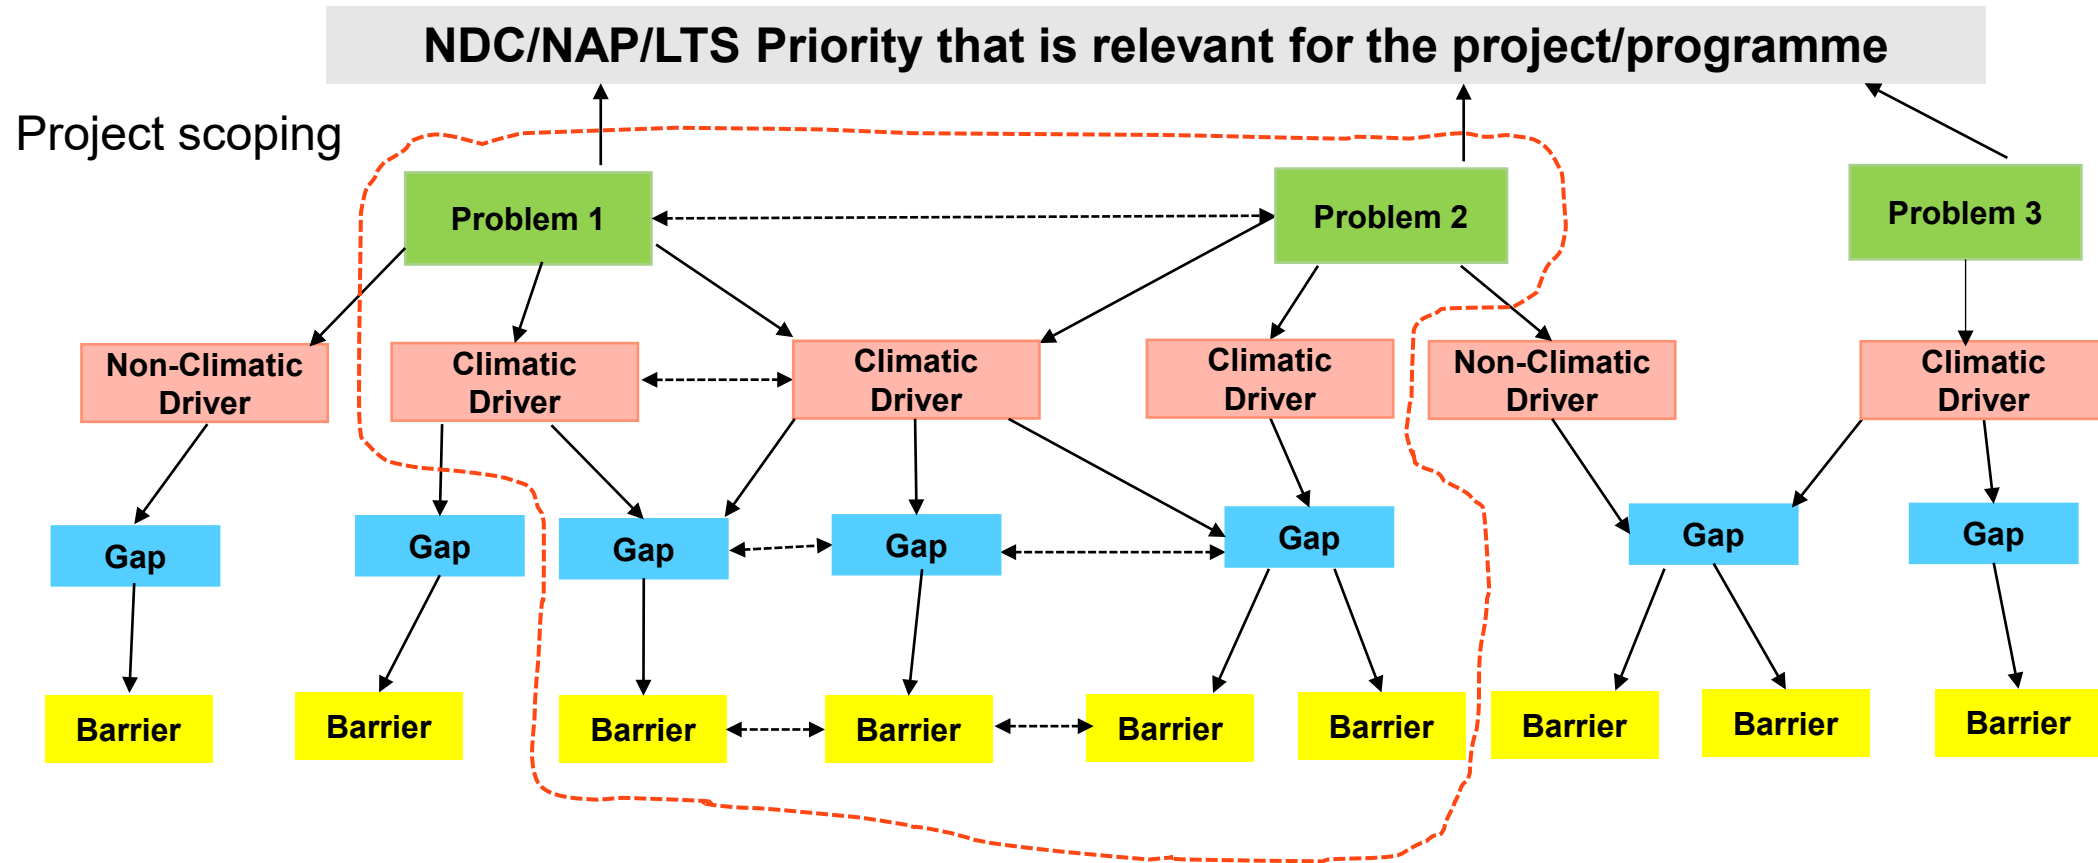 NDC/NAP/LTS Priority that is relevant for the project/programme
Project scoping
Problem 1
Problem 2
Problem 3
Non-Climatic
Driver
Climatic
Driver
Climatic
Driver
Climatic
Driver
Non-Climatic
Driver
Climatic
Driver
Gap
Gap
Gap
Gap
Gap
Gap
Gap
Barrier
Barrier
Barrier
Barrier
Barrier
Barrier
Barrier
Barrier
Barrier